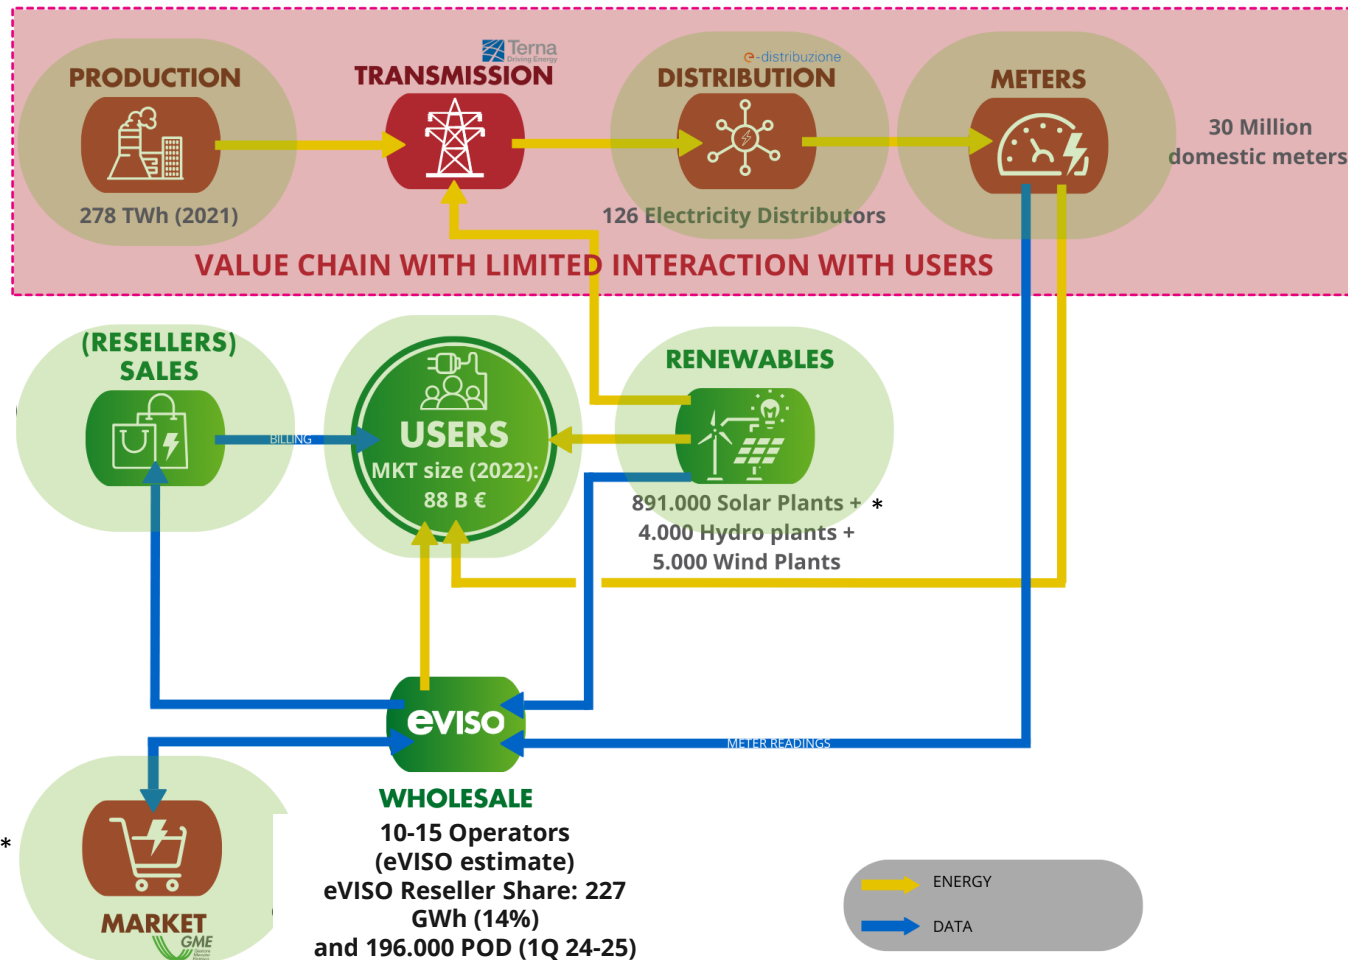 Terna
Driving Energy
e-distribuzione
PRODUCTION
TRANSMISSION
DISTRIBUTION
METERS
30 Million
domestic meters
278 TWh (2021)
126 Electricity Distributors
VALUE CHAIN WITH LIMITED INTERACTION WITH USERS
(RESELLERS)
SALES
RENEWABLES
BILLING
USERS
MKT size (2022):
88 B €
891.000 Solar Plants + *
4.000 Hydro plants +
5.000 Wind Plants
eVISO
METER READINGS
WHOLESALE
10-15 Operators
(eVISO estimate)
eVISO Reseller Share: 227
GWh (14%)
and 196.000 POD (1Q 24-25)
*
MARKET
GME
ENERGY
DATA